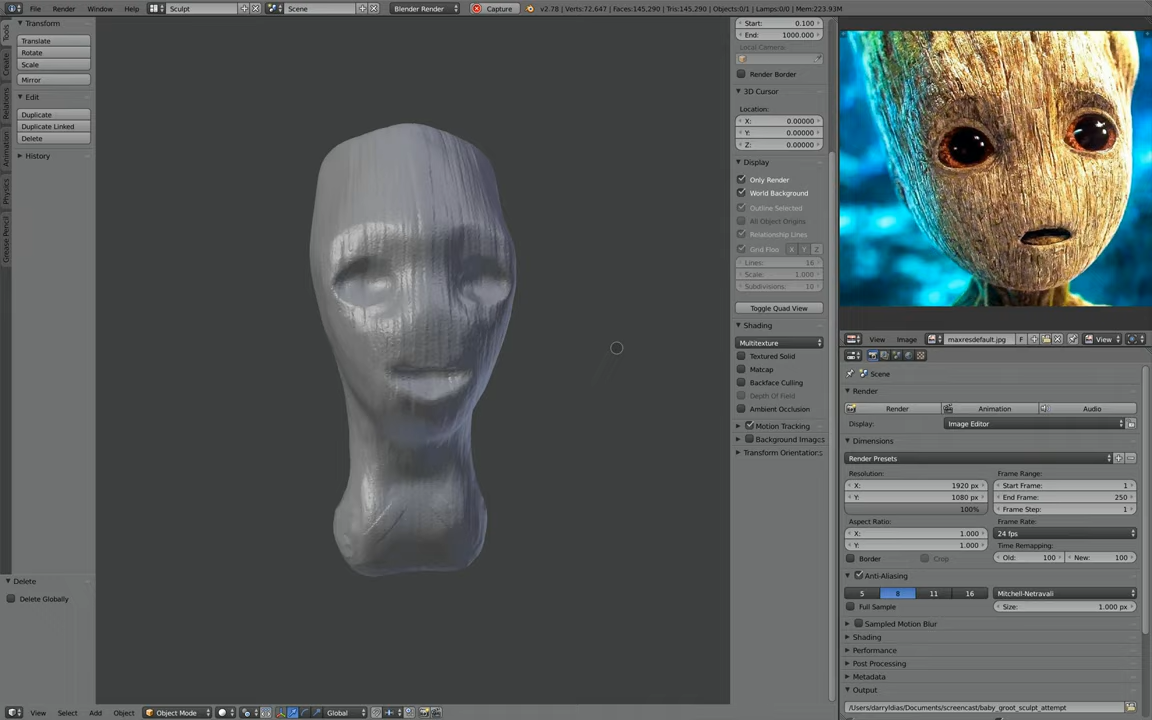 File Render Window Help Sculpt Scene Blender Render Capture v2.78 | Verts:72,647 | Faces:145,290 | Tris:145,290 | Objects:0/1 | Lamps:0/0 | Mem:223.93M
Tools
Create
Relations
Animation
Physics
Grease Pencil
Transform
Translate
Rotate
Scale
Mirror
Edit
Duplicate
Duplicate Linked
Delete
History
Delete
Delete Globally
Start: 0.100
End: 1000.000
Local Camera:
Render Border
3D Cursor
Location:
X: 0.00000
Y: 0.00000
Z: 0.00000
Display
Only Render
World Background
Outline Selected
All Object Origins
Relationship Lines
Grid Floo X Y Z
Lines: 16
Scale: 1.000
Subdivisions: 10
Toggle Quad View
Shading
Multitexture
Textured Solid
Matcap
Backface Culling
Depth Of Field
Ambient Occlusion
Motion Tracking
Background Images
Transform Orientations
View Image maxresdefault.jpg F View
Scene
Render
Render Animation Audio
Display: Image Editor
Dimensions
Render Presets
Resolution: Frame Range:
X: 1920 px Start Frame: 1
Y: 1080 px End Frame: 250
100% Frame Step: 1
Aspect Ratio: Frame Rate:
X: 1.000 24 fps
Y: 1.000 Time Remapping:
Border Crop Old: 100 New: 100
Anti-Aliasing
5 8 11 16 Mitchell-Netravali
Full Sample Size: 1.000 px
Sampled Motion Blur
Shading
Performance
Post Processing
Metadata
Output
/Users/darryldias/Documents/screencast/baby_groot_sculpt_attempt
View Select Add Object Object Mode Global